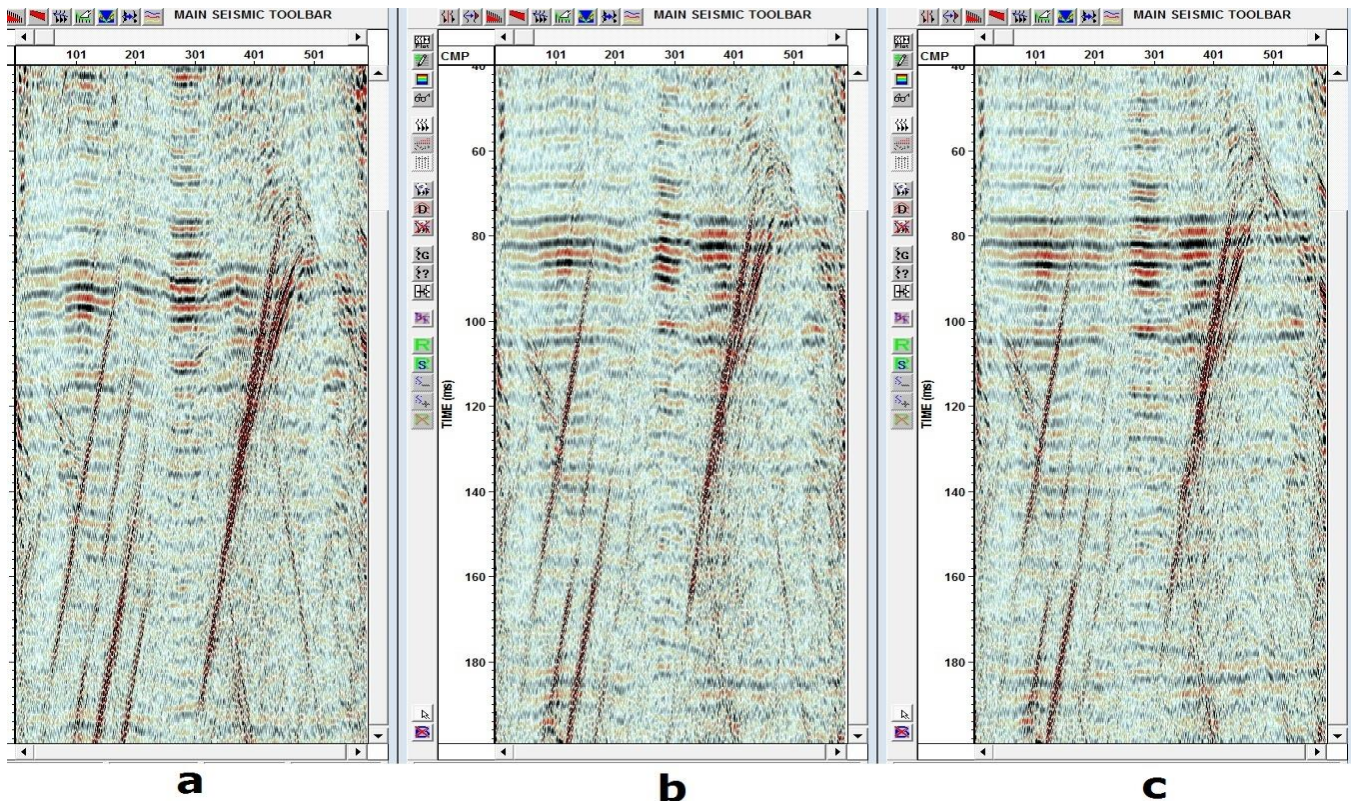 MAIN SEISMIC TOOLBAR MAIN SEISMIC TOOLBAR MAIN SEISMIC TOOLBAR
101 201 301 401 501
CMP 101 201 301 401 501
CMP 101 201 301 401 501
40
60
80
100
120
140
160
180
TIME (ms)
40
60
80
100
120
140
160
180
TIME (ms)
D
G
?
R
S
S
S
D
G
?
R
S
S
S
a b c